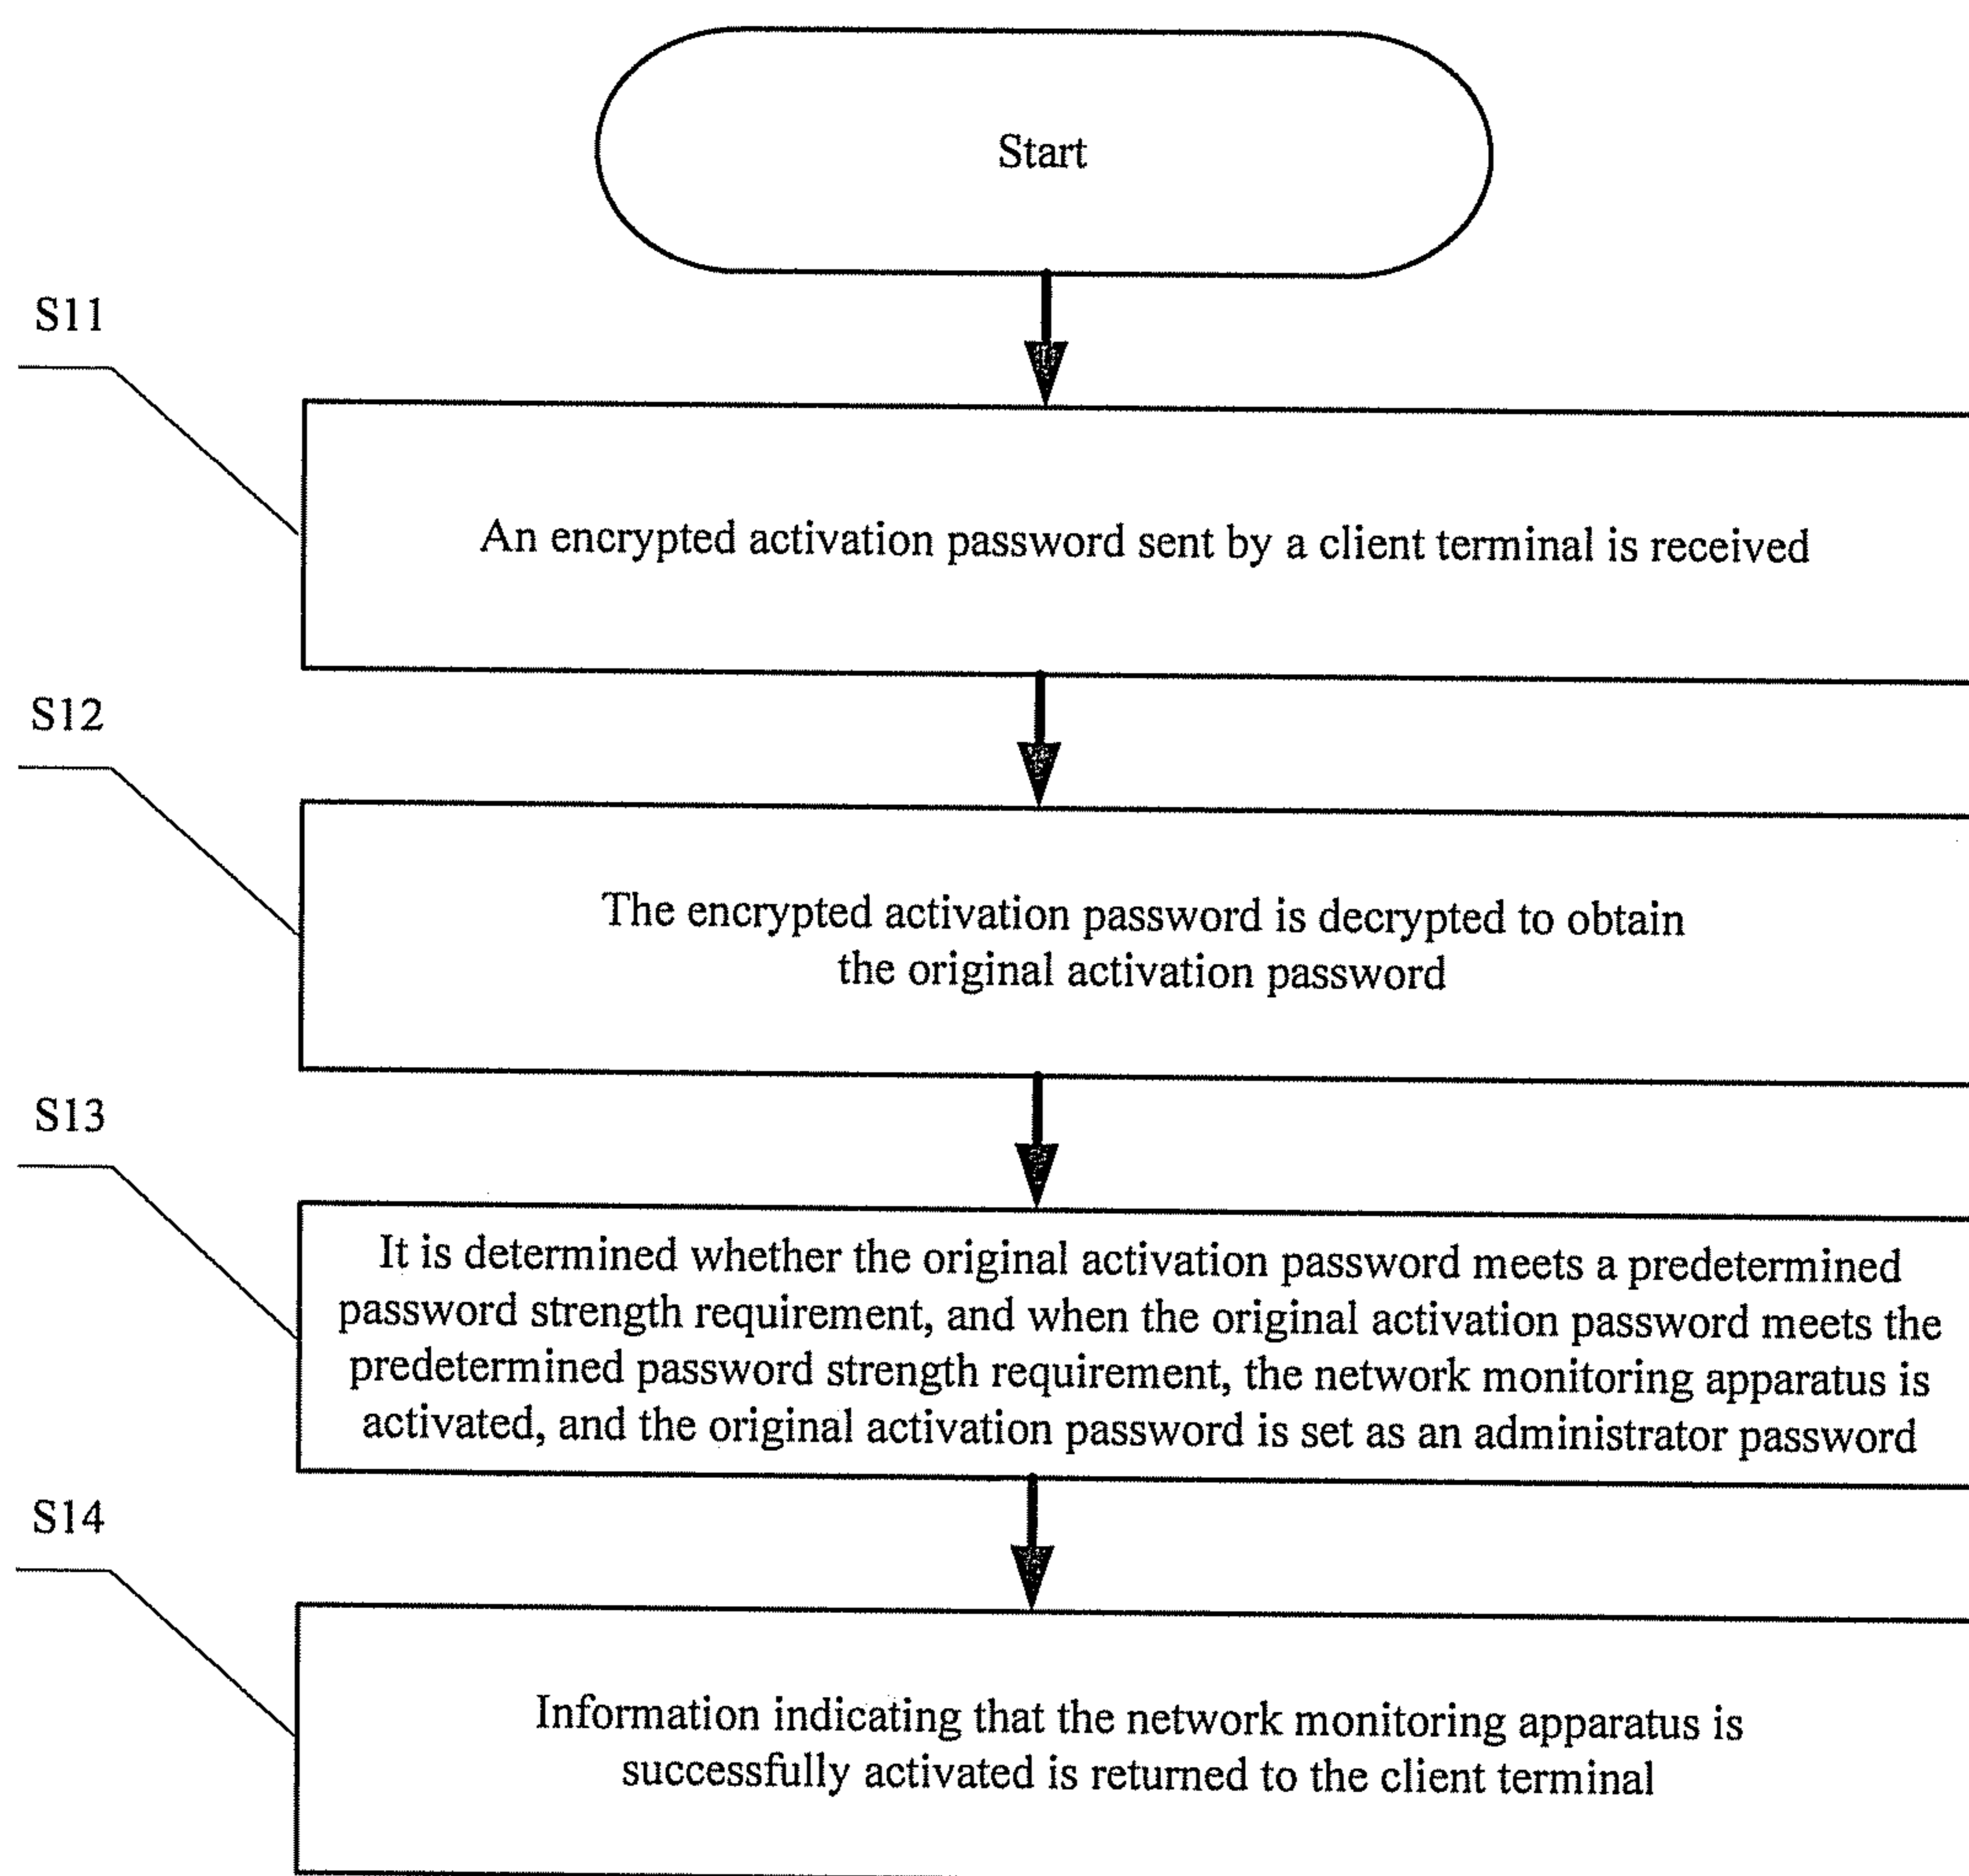 Start
S11
An encrypted activation password sent by a client terminal is received
S12
The encrypted activation password is decrypted to obtain
the original activation password
S13
It is determined whether the original activation password meets a predetermined
password strength requirement, and when the original activation password meets the
predetermined password strength requirement, the network monitoring apparatus is
activated, and the original activation password is set as an administrator password
S14
Information indicating that the network monitoring apparatus is
successfully activated is returned to the client terminal